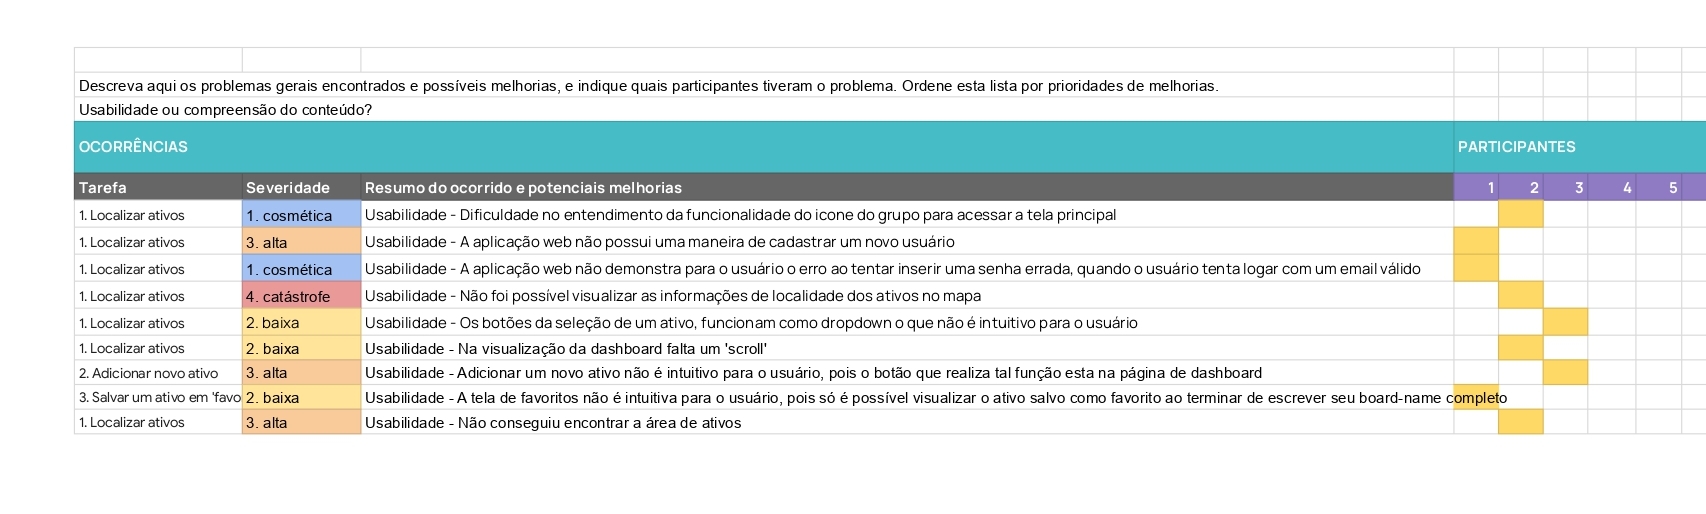 Descreva aqui os problemas gerais encontrados e possíveis melhorias, e indique quais participantes tiveram o problema. Ordene esta lista por prioridades de melhorias.
Usabilidade ou compreensão do conteúdo?
OCORRÊNCIAS PARTICIPANTES
Tarefa Severidade Resumo do ocorrido e potenciais melhorias 1 2 3 4 5
1. Localizar ativos 1. cosmética Usabilidade - Dificuldade no entendimento da funcionalidade do icone do grupo para acessar a tela principal
1. Localizar ativos 3. alta Usabilidade - A aplicação web não possui uma maneira de cadastrar um novo usuário
1. Localizar ativos 1. cosmética Usabilidade - A aplicação web não demonstra para o usuário o erro ao tentar inserir uma senha errada, quando o usuário tenta logar com um email válido
1. Localizar ativos 4. catástrofe Usabilidade - Não foi possível visualizar as informações de localidade dos ativos no mapa
1. Localizar ativos 2. baixa Usabilidade - Os botões da seleção de um ativo, funcionam como dropdown o que não é intuitivo para o usuário
1. Localizar ativos 2. baixa Usabilidade - Na visualização da dashboard falta um 'scroll'
2. Adicionar novo ativo 3. alta Usabilidade - Adicionar um novo ativo não é intuitivo para o usuário, pois o botão que realiza tal função esta na página de dashboard
3. Salvar um ativo em 'favo 2. baixa Usabilidade - A tela de favoritos não é intuitiva para o usuário, pois só é possível visualizar o ativo salvo como favorito ao terminar de escrever seu board-name completo
1. Localizar ativos 3. alta Usabilidade - Não conseguiu encontrar a área de ativos